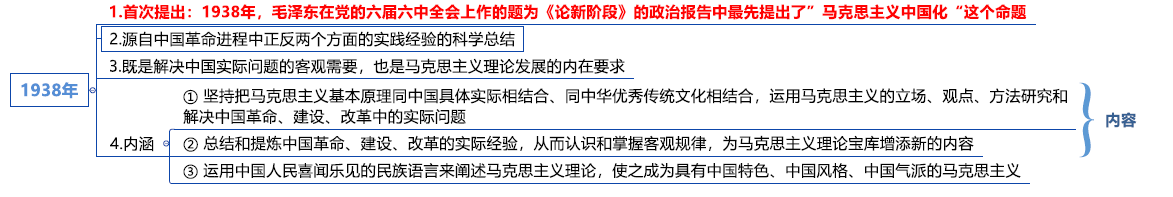 1.首次提出：1938年，毛泽东在党的六届六中全会上作的题为《论新阶段》的政治报告中最先提出了”马克思主义中国化“这个命题
2.源自中国革命进程中正反两个方面的实践经验的科学总结
3.既是解决中国实际问题的客观需要，也是马克思主义理论发展的内在要求
1938年
① 坚持把马克思主义基本原理同中国具体实际相结合、同中华优秀传统文化相结合，运用马克思主义的立场、观点、方法研究和
解决中国革命、建设、改革中的实际问题
内容
4.内涵
② 总结和提炼中国革命、建设、改革的实际经验，从而认识和掌握客观规律，为马克思主义理论宝库增添新的内容
③ 运用中国人民喜闻乐见的民族语言来阐述马克思主义理论，使之成为具有中国特色、中国风格、中国气派的马克思主义